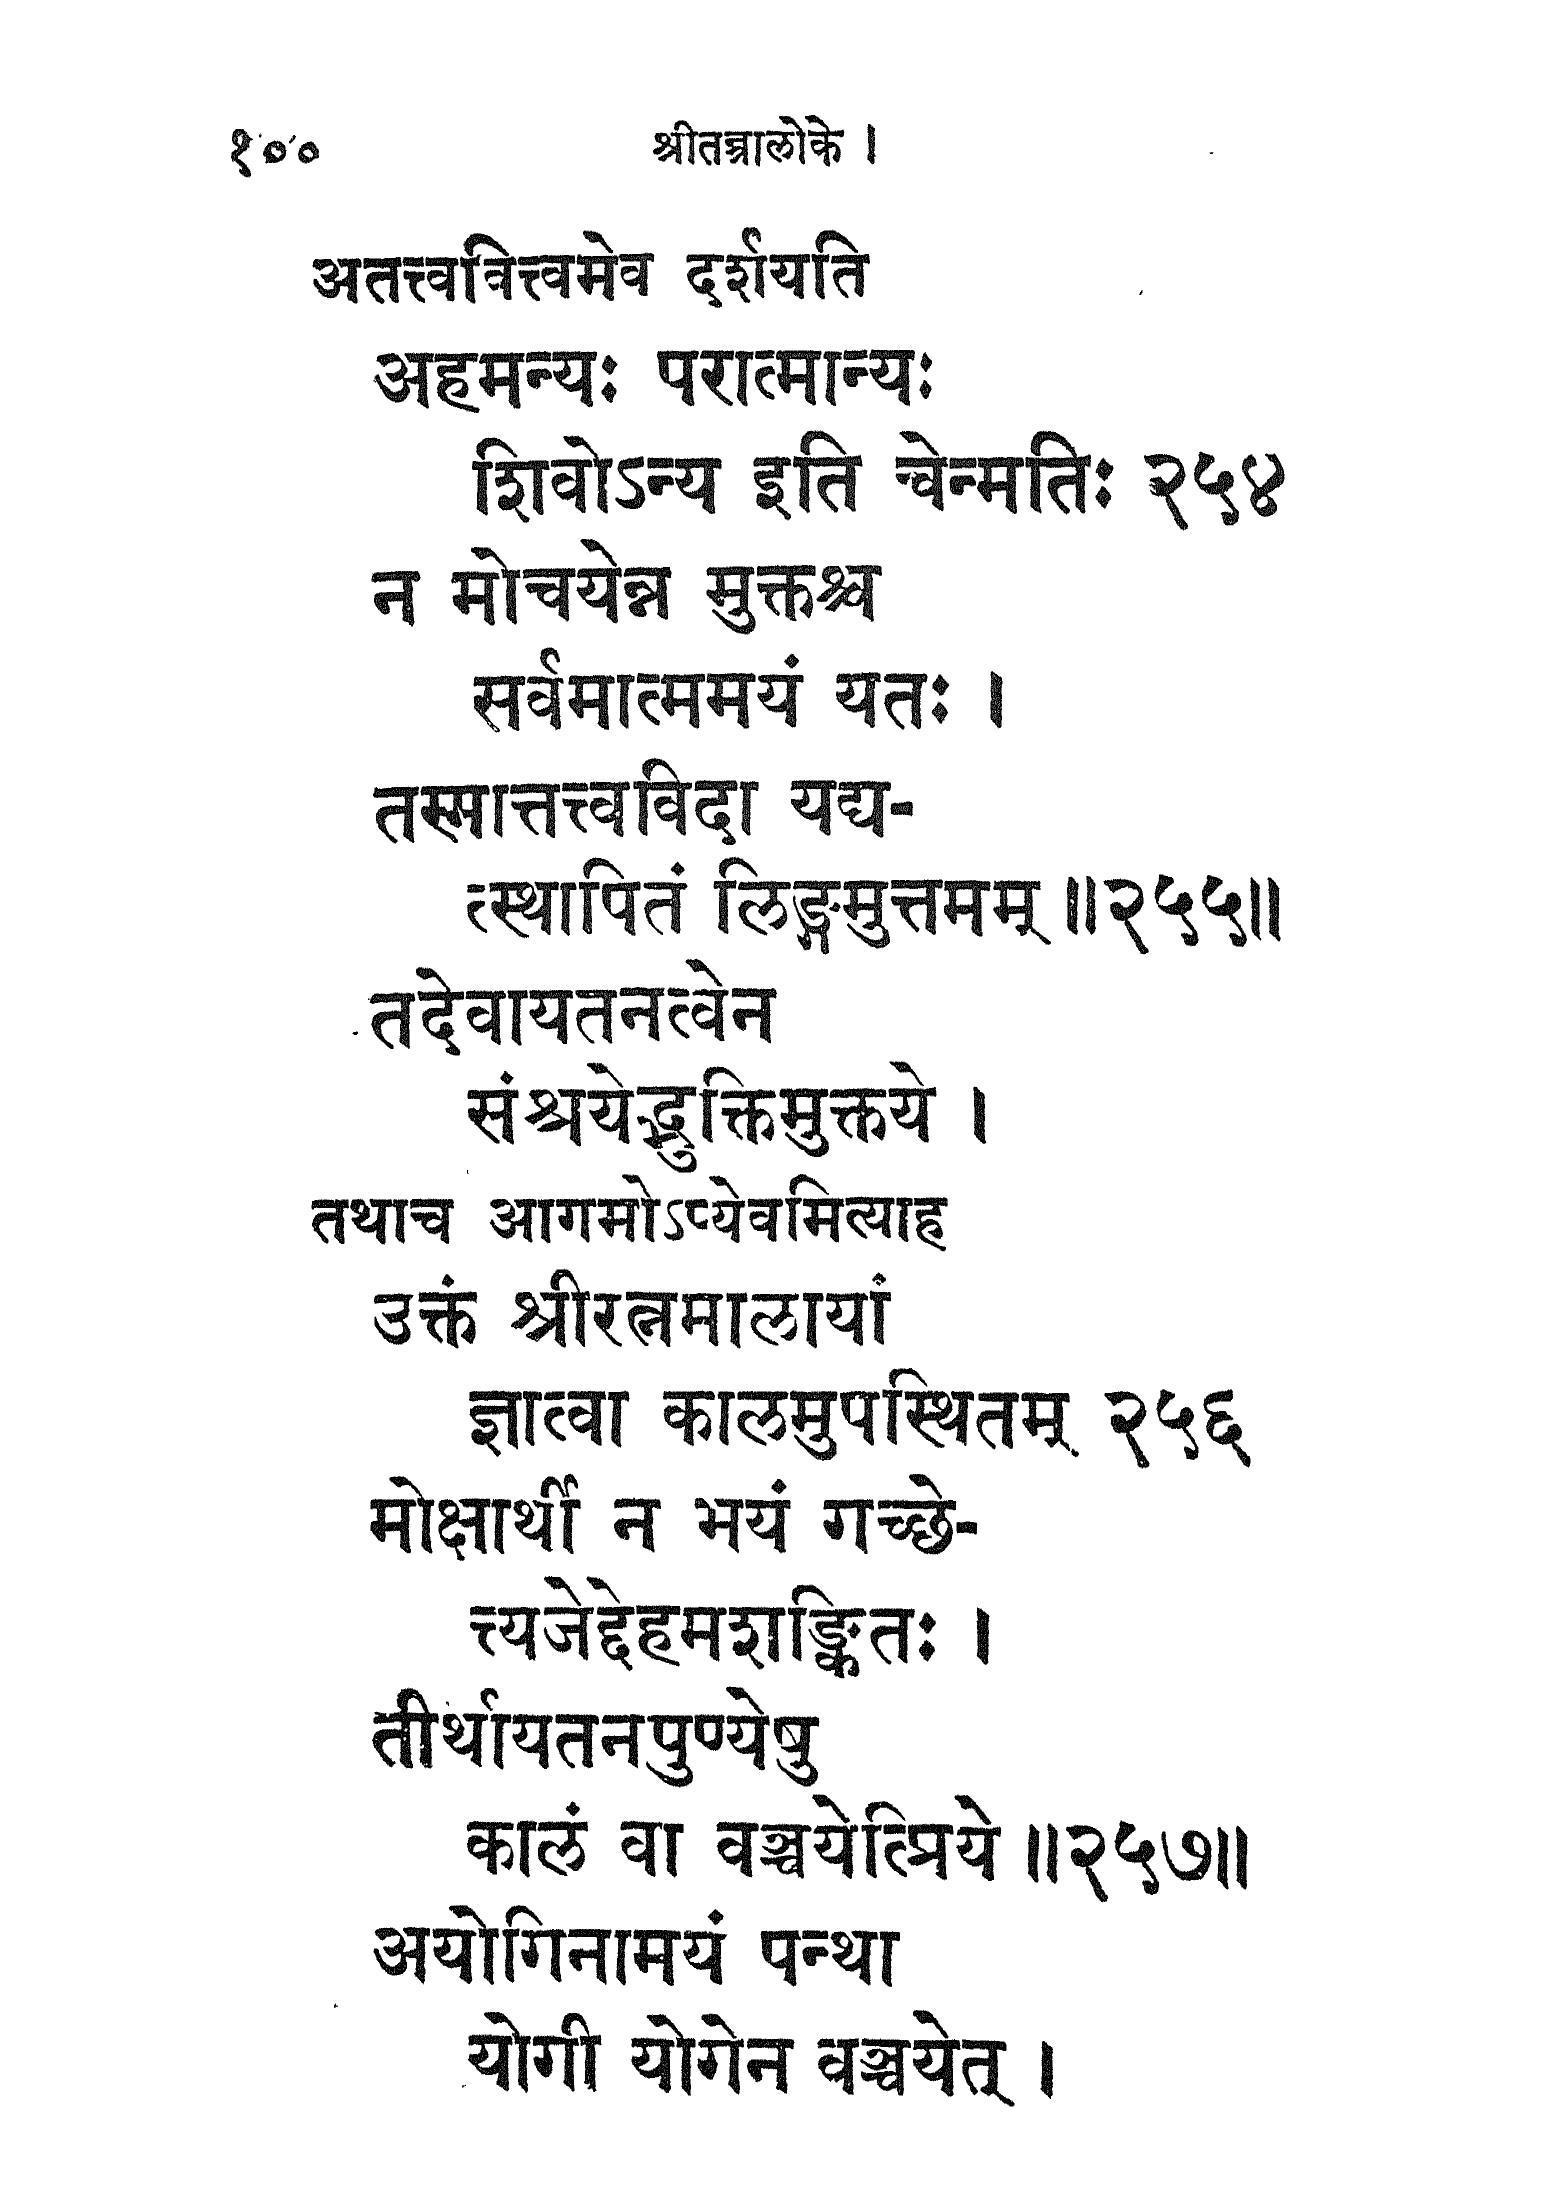 १००
श्रीतन्त्रालोके ।
अतत्त्ववित्त्वमेव दर्शयति
अहमन्यः परात्मान्यः
शिवोऽन्य इति चेन्मतिः २५४
न मोचयेन्न मुक्तश्च
सर्वमात्ममयं यतः ।
तस्मात्तत्त्वविदा यद्य-
त्स्थापितं लिङ्गमुत्तमम् ॥२५५॥
तदेवायतनत्वेन
संश्रयेद्भुक्तिमुक्तये ।
तथाच आगमोऽप्येवमित्याह
उक्तं श्रीरत्नमालायां
ज्ञात्वा कालमुपस्थितम् २५६
मोक्षार्थी न भयं गच्छे-
त्त्यजेद्देहमशङ्कितः ।
तीर्थायतनपुण्येषु
कालं वा वञ्चयेत्प्रिये ॥२५७॥
अयोगिनामयं पन्था
योगी योगेन वञ्चयेत् ।